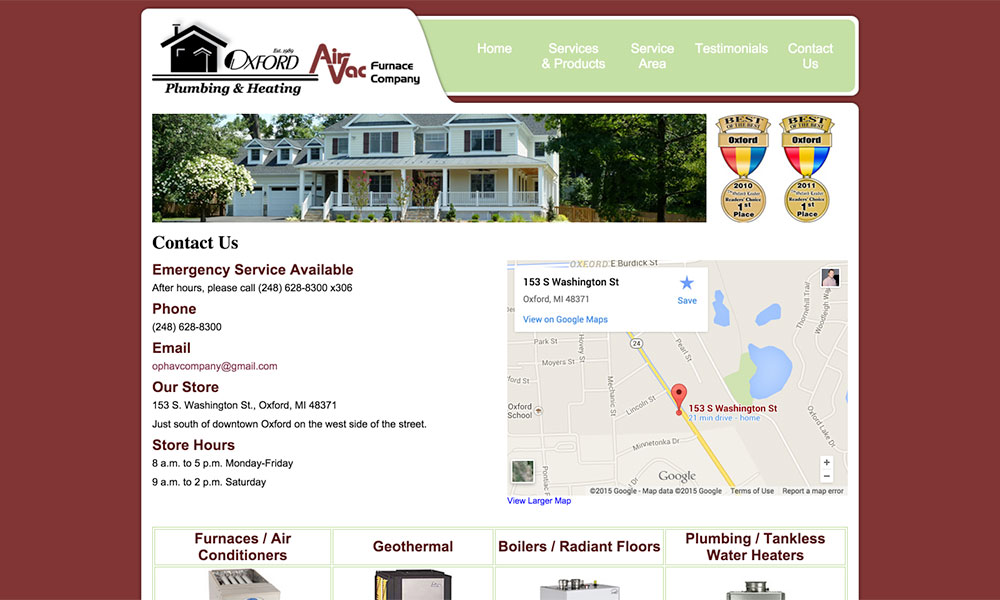 Est. 1989
OXFORD
Plumbing & Heating
Air
Vac
Furnace
Company
Home
Services
& Products
Service
Area
Testimonials
Contact
Us
BEST
OF THE BEST
Oxford
2010
Readers' Choice
1st
Place
BEST
OF THE BEST
Oxford
2011
Readers' Choice
1st
Place
Contact Us
Emergency Service Available
After hours, please call (248) 628-8300 x306
Phone
(248) 628-8300
Email
ophavcompany@gmail.com
Our Store
153 S. Washington St., Oxford, MI 48371
Just south of downtown Oxford on the west side of the street.
Store Hours
8 a.m. to 5 p.m. Monday-Friday
9 a.m. to 2 p.m. Saturday
OXFORD
E Burdick St
153 S Washington St
Oxford, MI 48371
View on Google Maps
Save
Thornehill Trail
Woodleigh Way
24
Park St
Hovey St
Pearl St
Moyers St
Mechanic St
Lincoln St
Oxford
School
153 S Washington St
21 min drive - home
Minnetonka Dr
Oxford Lake Dr
Pontiac St
+
−
Google
©2015 Google - Map data ©2015 Google
Terms of Use
Report a map error
View Larger Map
Furnaces / Air
Conditioners
Geothermal
Boilers / Radiant Floors
Plumbing / Tankless
Water Heaters